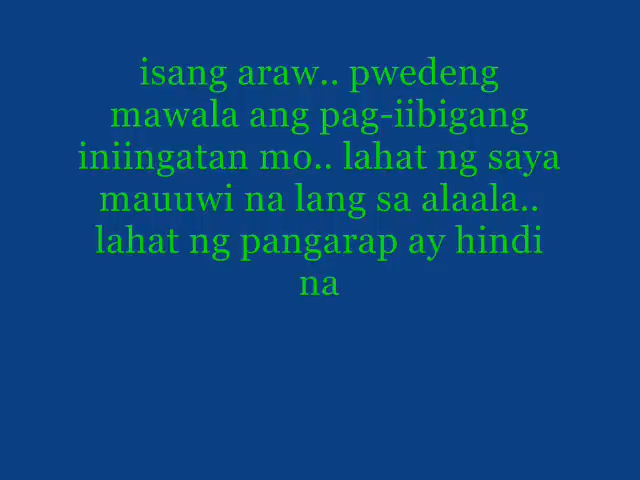 isang araw.. pwedeng
mawala ang pag-iibigang
iniingatan mo.. lahat ng saya
mauuwi na lang sa alaala..
lahat ng pangarap ay hindi
na